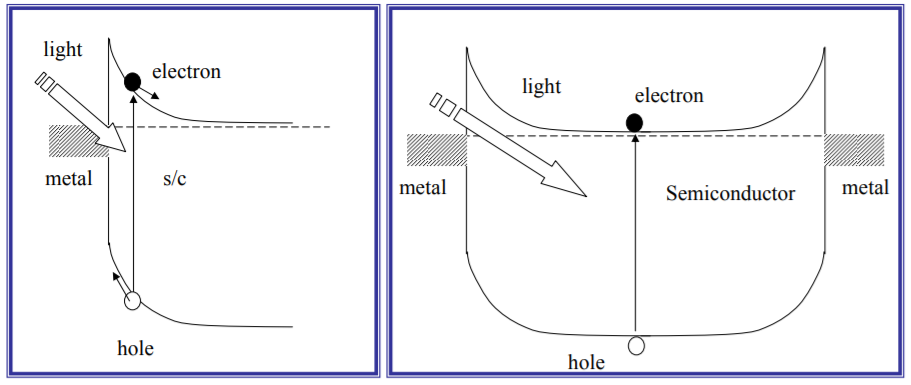 light
electron
metal
s/c
hole
light
electron
metal
Semiconductor
metal
hole